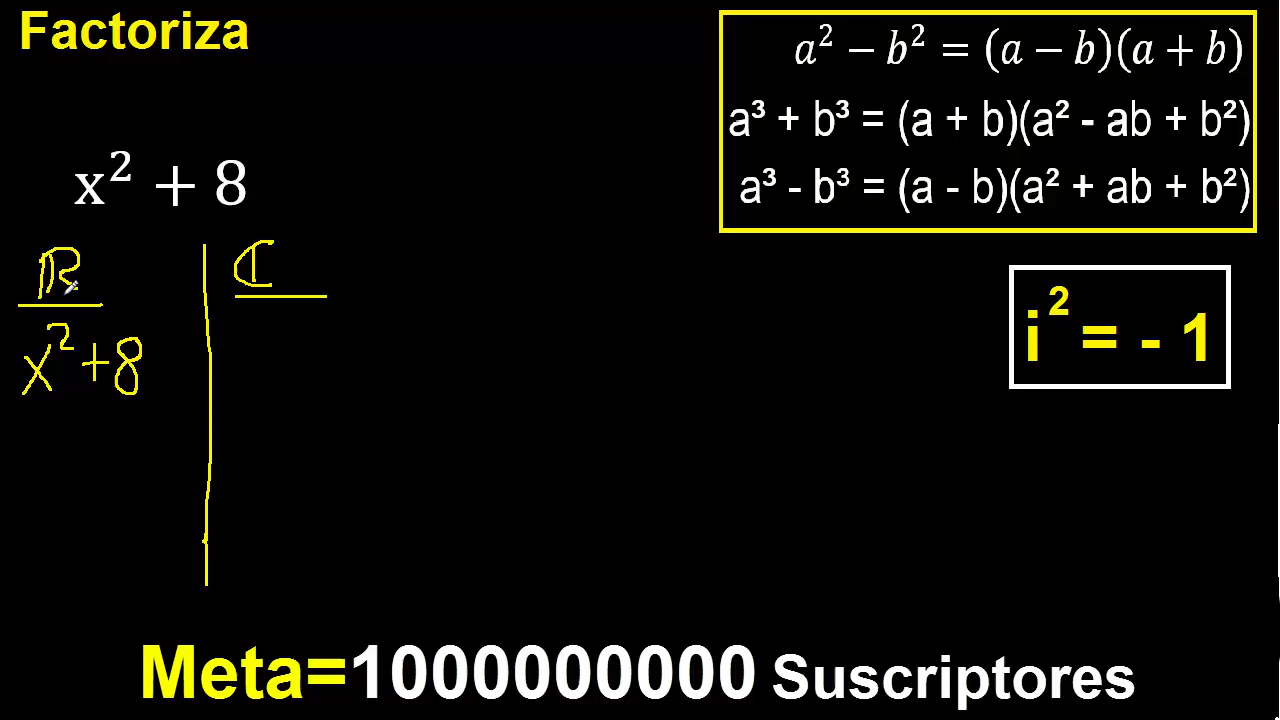 Factoriza
a² − b² = (a − b)(a + b)
a³ + b³ = (a + b)(a² - ab + b²)
a³ - b³ = (a - b)(a² + ab + b²)
x² + 8
ℝ ℂ
x²+8
i² = - 1
Meta=1000000000 Suscriptores